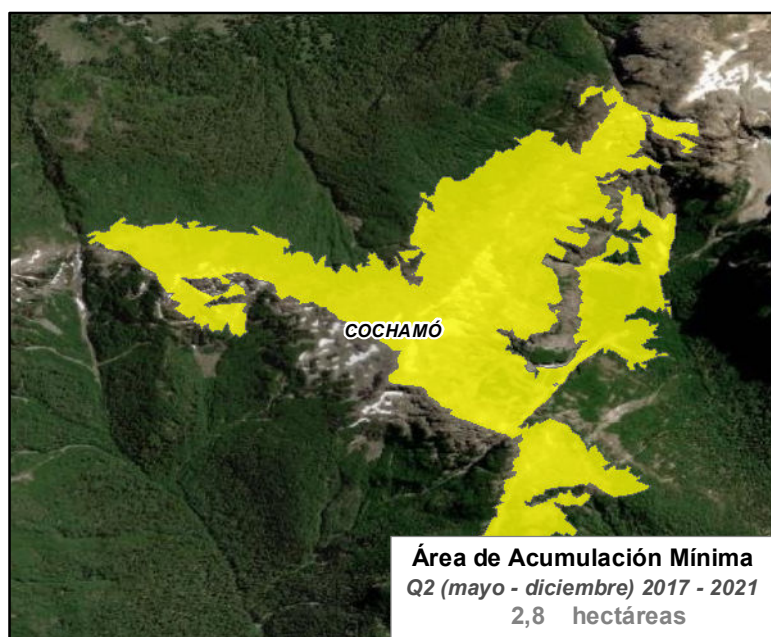 COCHAMÓ
Área de Acumulación Mínima
Q2 (mayo - diciembre) 2017 - 2021
2,8 hectáreas